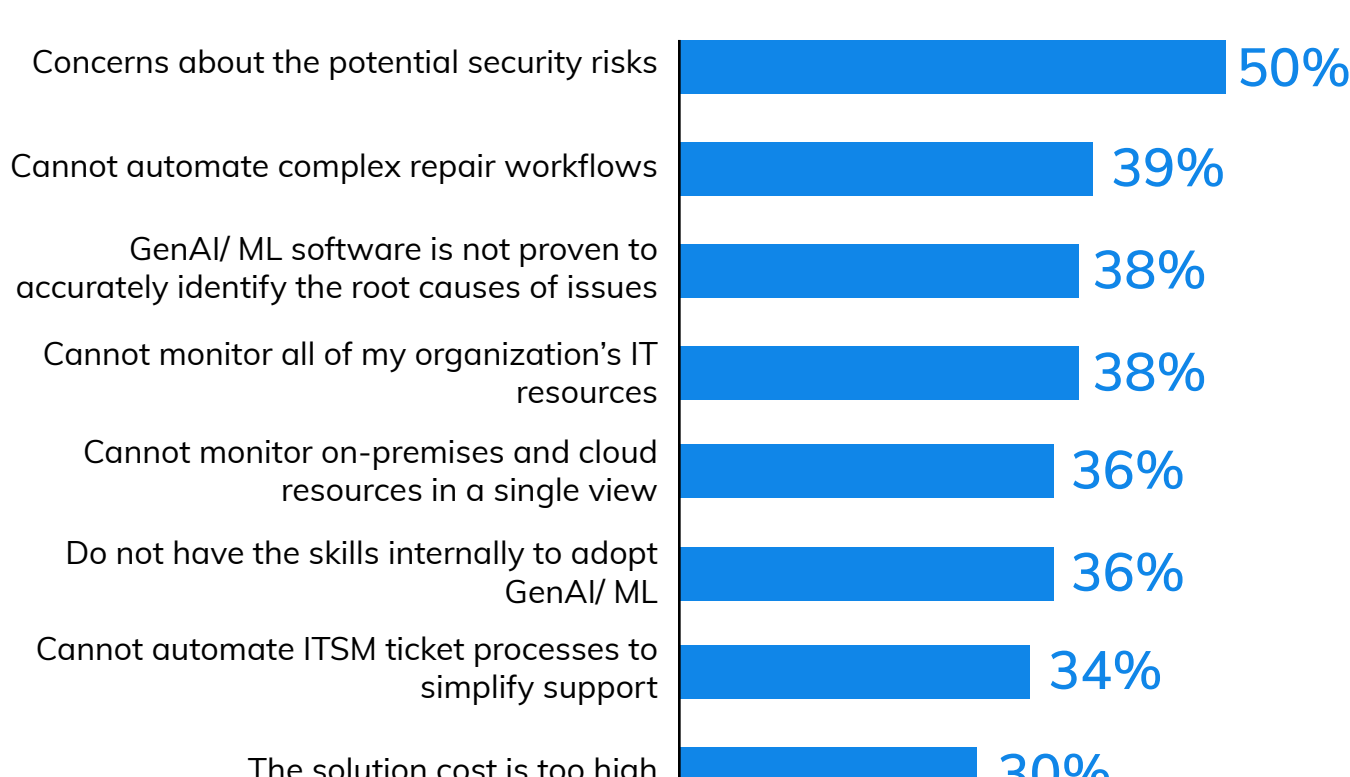 Concerns about the potential security risks
50%
Cannot automate complex repair workflows
39%
GenAI/ ML software is not proven to
accurately identify the root causes of issues
38%
Cannot monitor all of my organization’s IT
resources
38%
Cannot monitor on-premises and cloud
resources in a single view
36%
Do not have the skills internally to adopt
GenAI/ ML
36%
Cannot automate ITSM ticket processes to
simplify support
34%
The solution cost is too high
30%